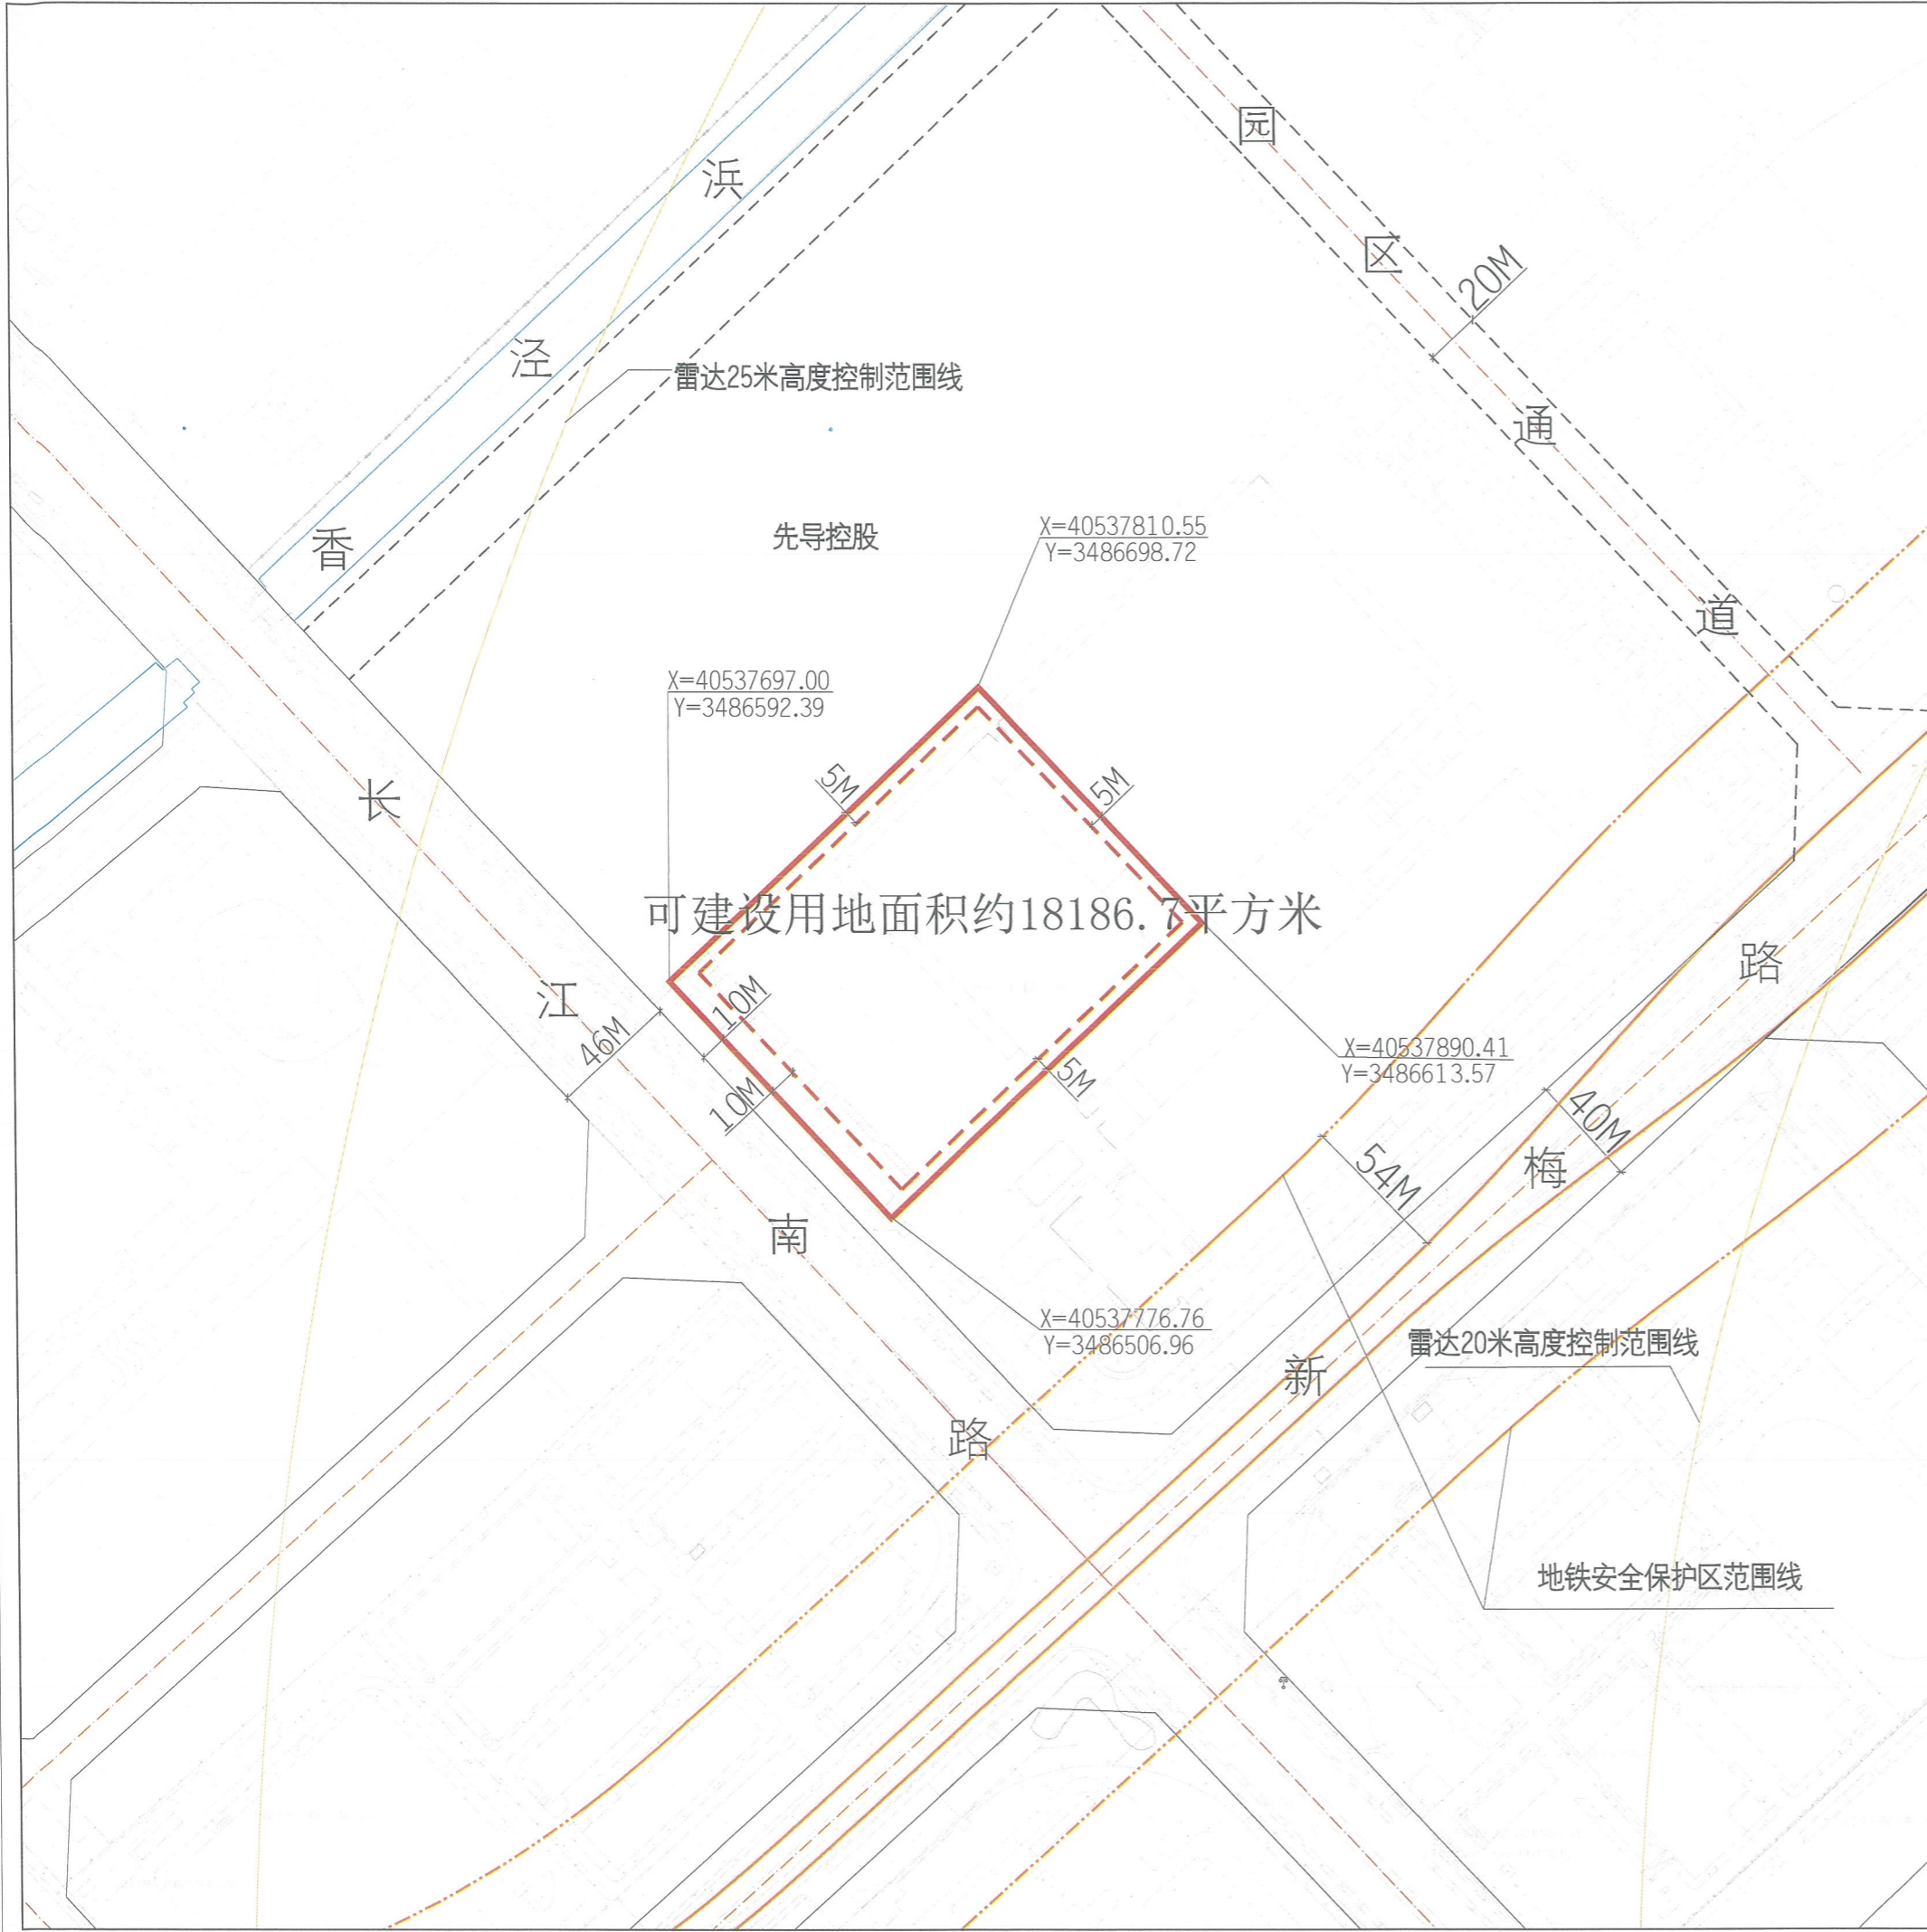 园
区
通
道
20M
浜
泾
香
雷达25米高度控制范围线
先导控股
X=40537810.55
Y=3486698.72
X=40537697.00
Y=3486592.39
5M
5M
长
江
南
路
可建设用地面积约18186.7平方米
46M
10M
10M
5M
X=40537890.41
Y=3486613.57
路
梅
新
40M
54M
X=40537776.76
Y=3486506.96
雷达20米高度控制范围线
地铁安全保护区范围线